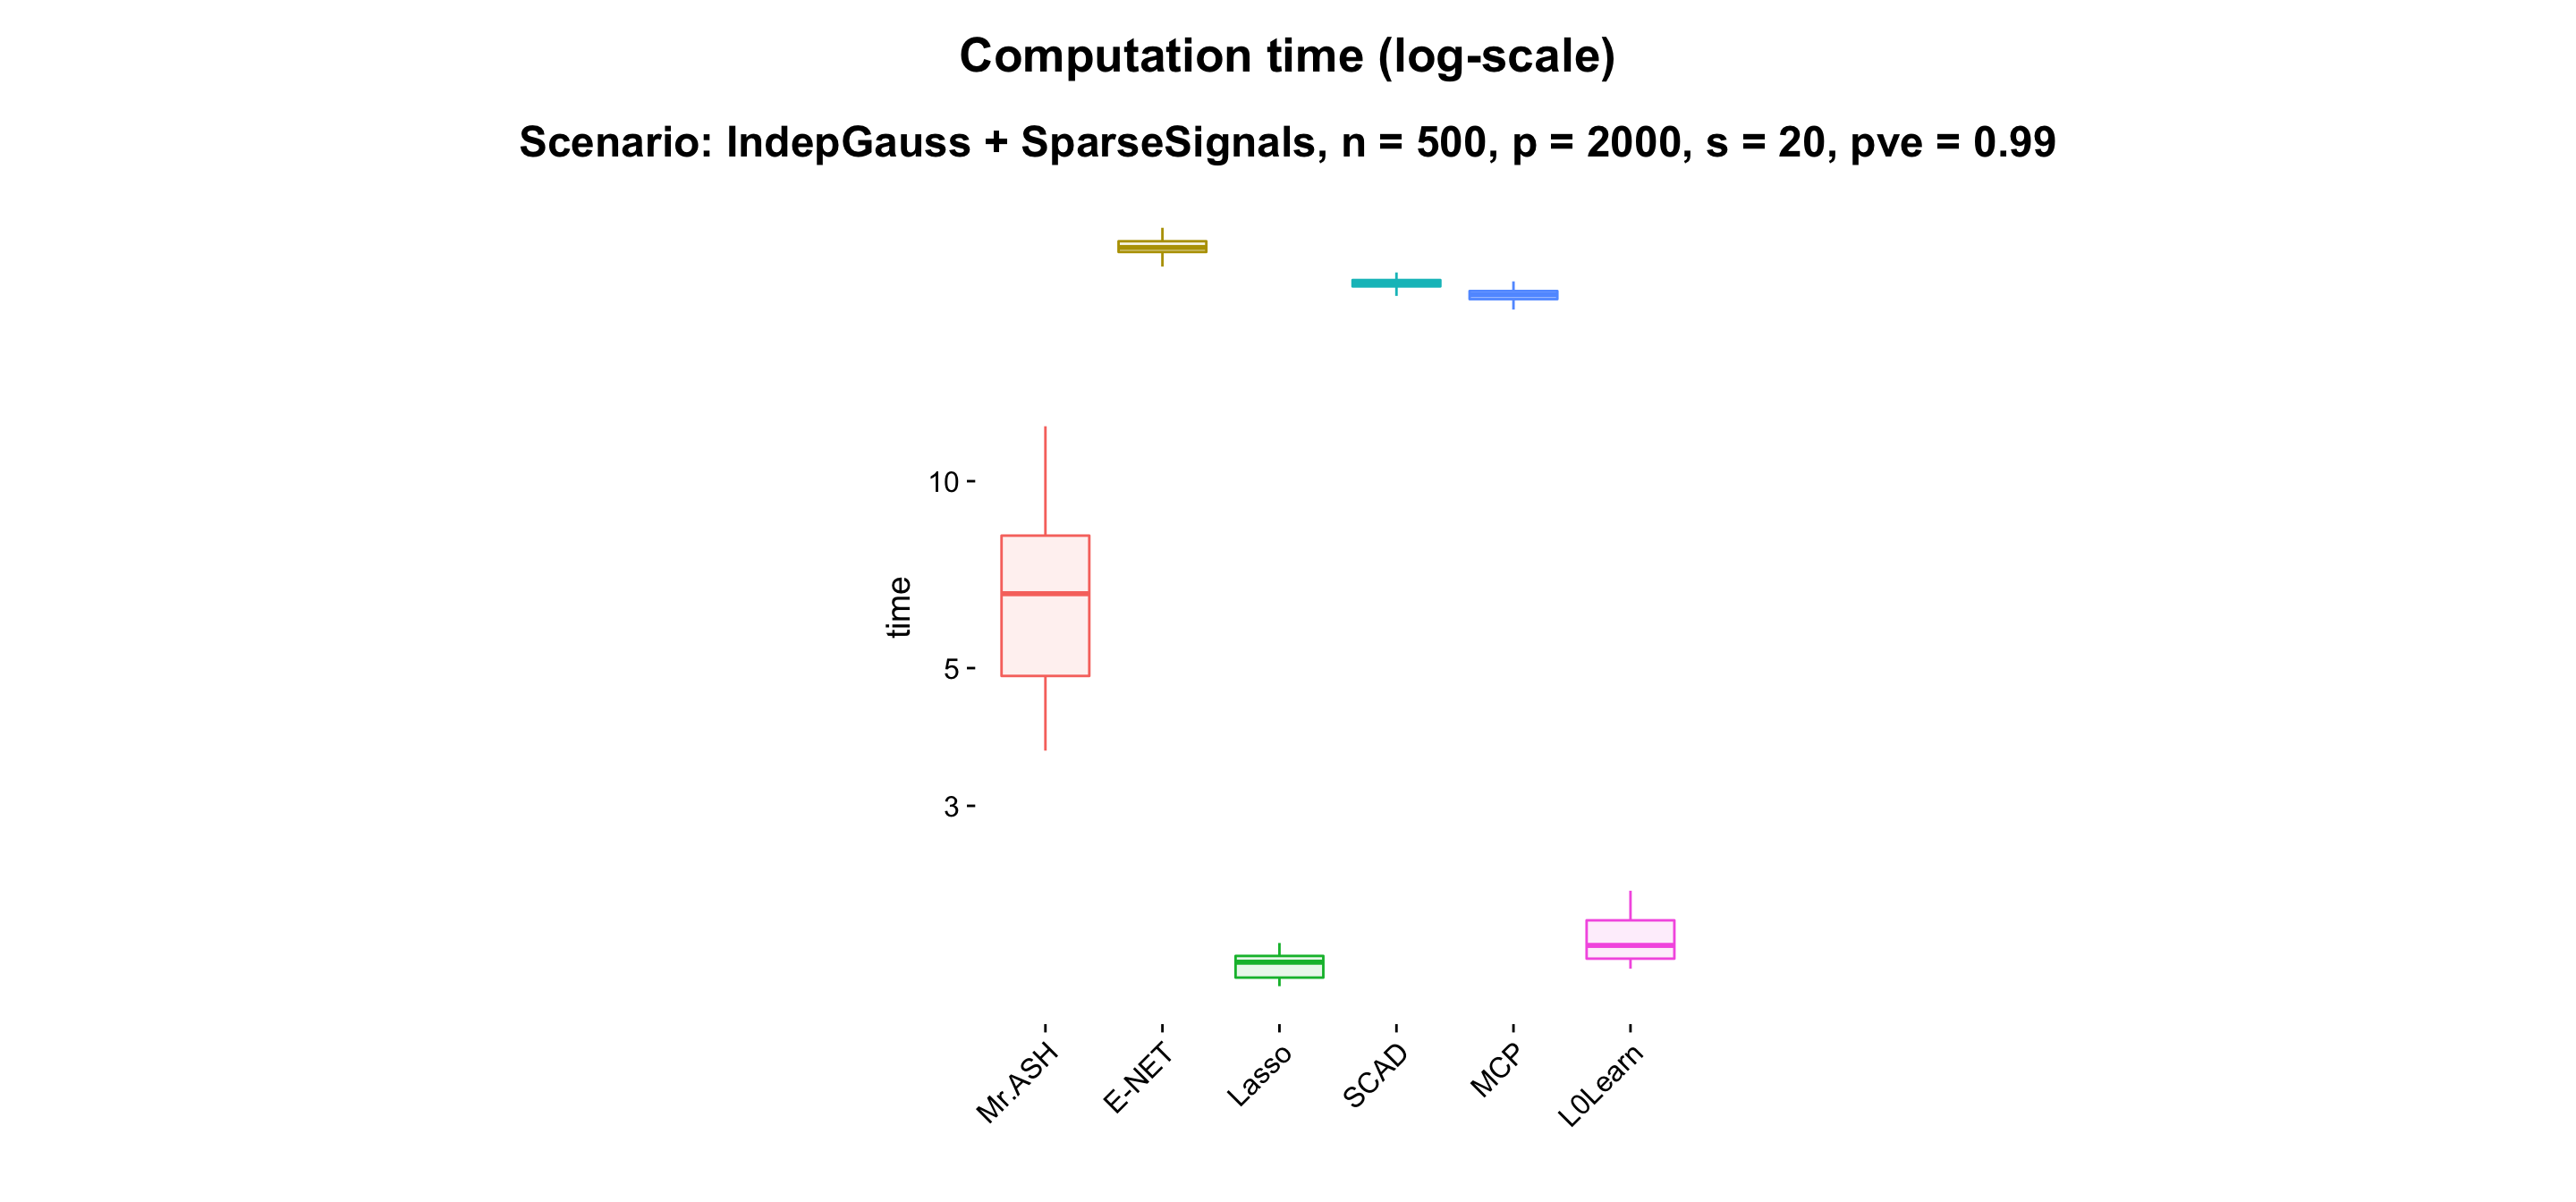 Computation time (log-scale)
Scenario: IndepGauss + SparseSignals, n = 500, p = 2000, s = 20, pve = 0.99
time
10
5
3
Mr.ASH
E-NET
Lasso
SCAD
MCP
L0Learn